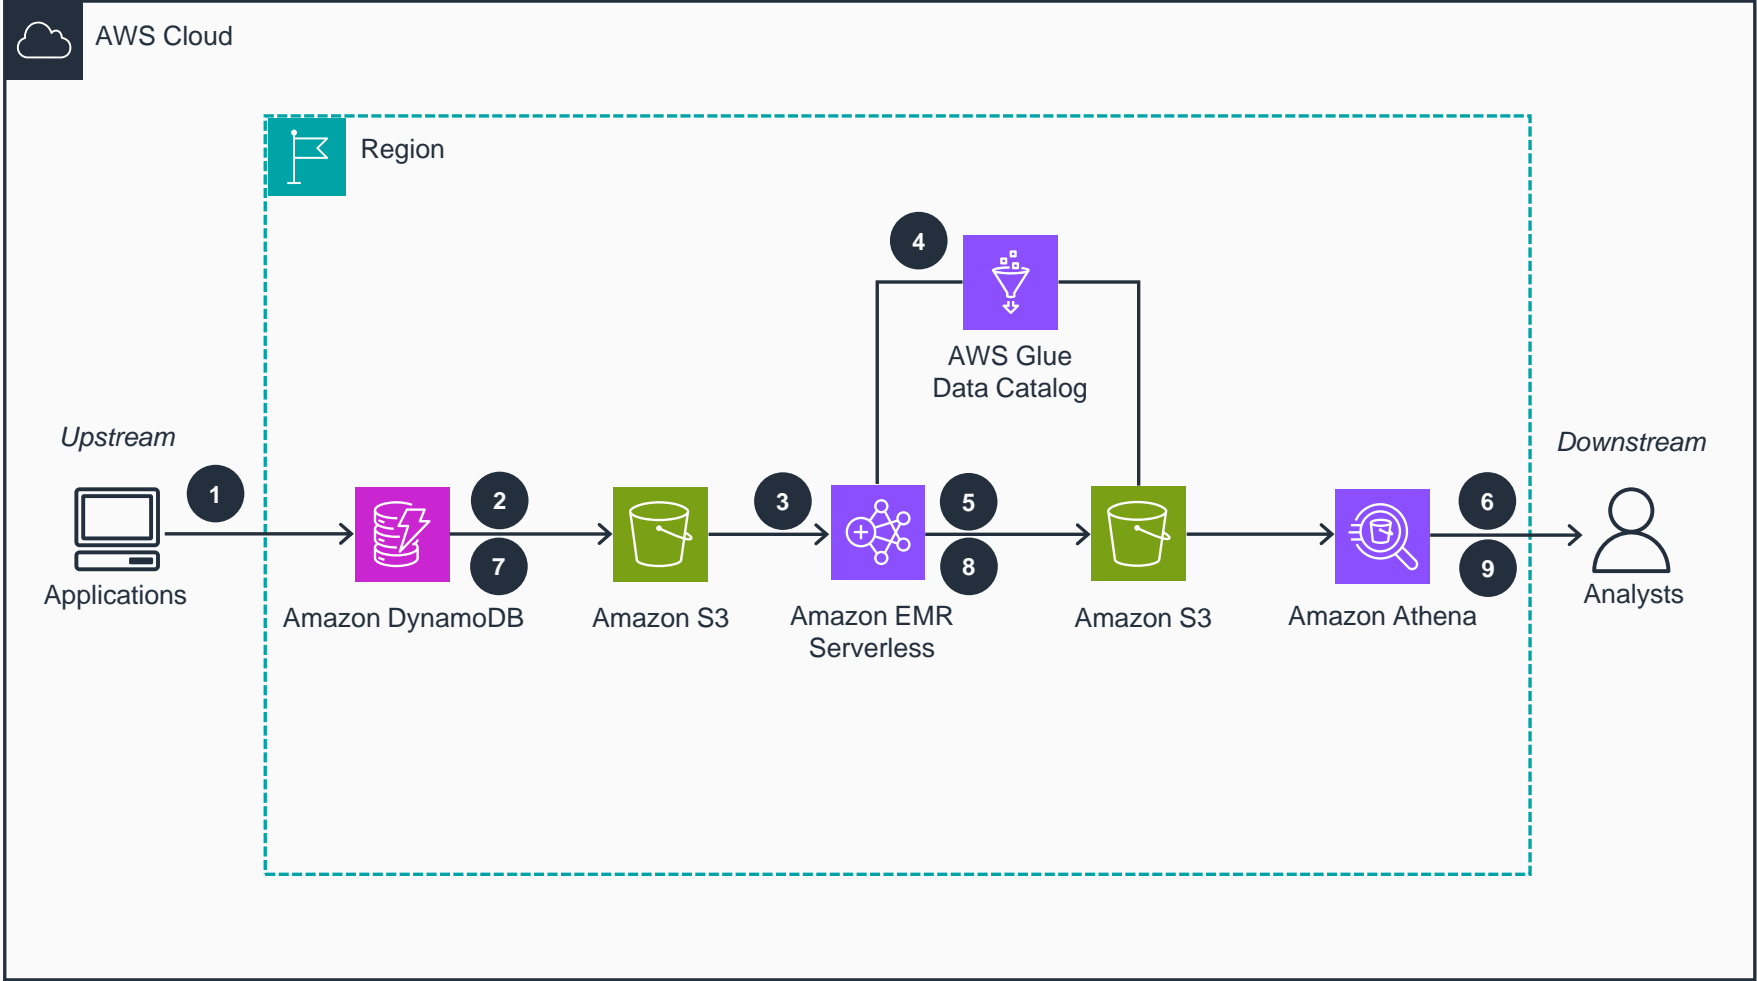 AWS Cloud
Region
4
AWS Glue
Data Catalog
Upstream
Downstream
1
2
3
5
6
7
8
9
Applications
Amazon DynamoDB
Amazon S3
Amazon EMR
Serverless
Amazon S3
Amazon Athena
Analysts